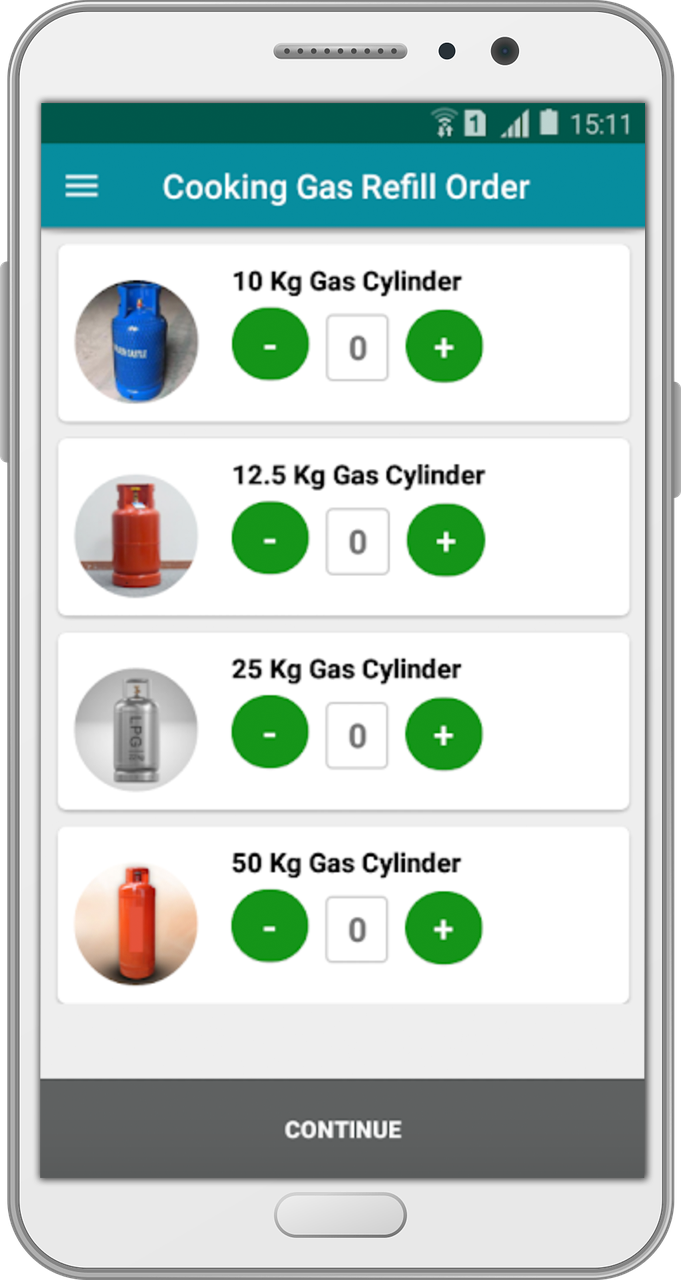 1 15:11
Cooking Gas Refill Order
10 Kg Gas Cylinder
- 0 +
12.5 Kg Gas Cylinder
- 0 +
25 Kg Gas Cylinder
- 0 +
LPG
50 Kg Gas Cylinder
- 0 +
CONTINUE